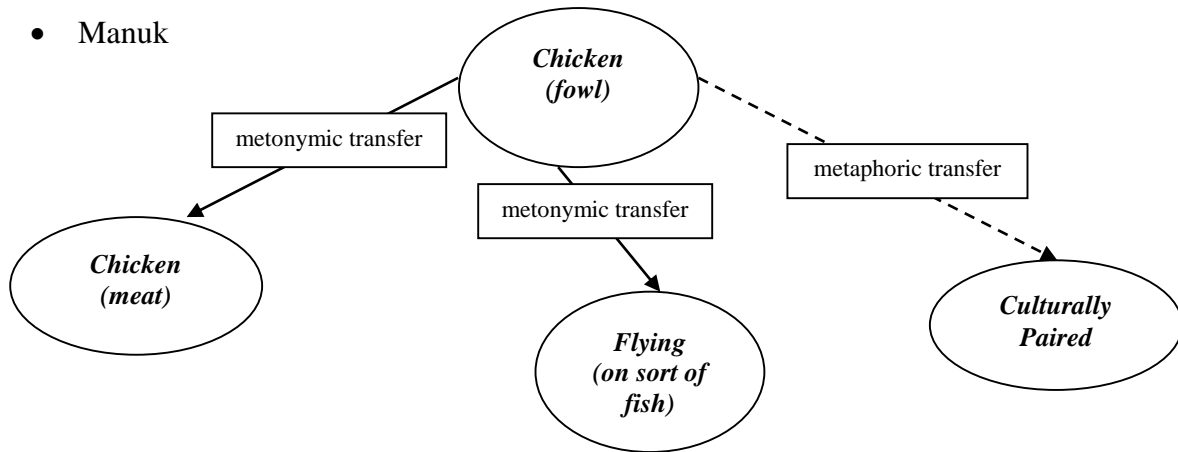 • Manuk
Chicken
(fowl)
metonymic transfer
metonymic transfer
metaphoric transfer
Chicken
(meat)
Flying
(on sort of
fish)
Culturally
Paired